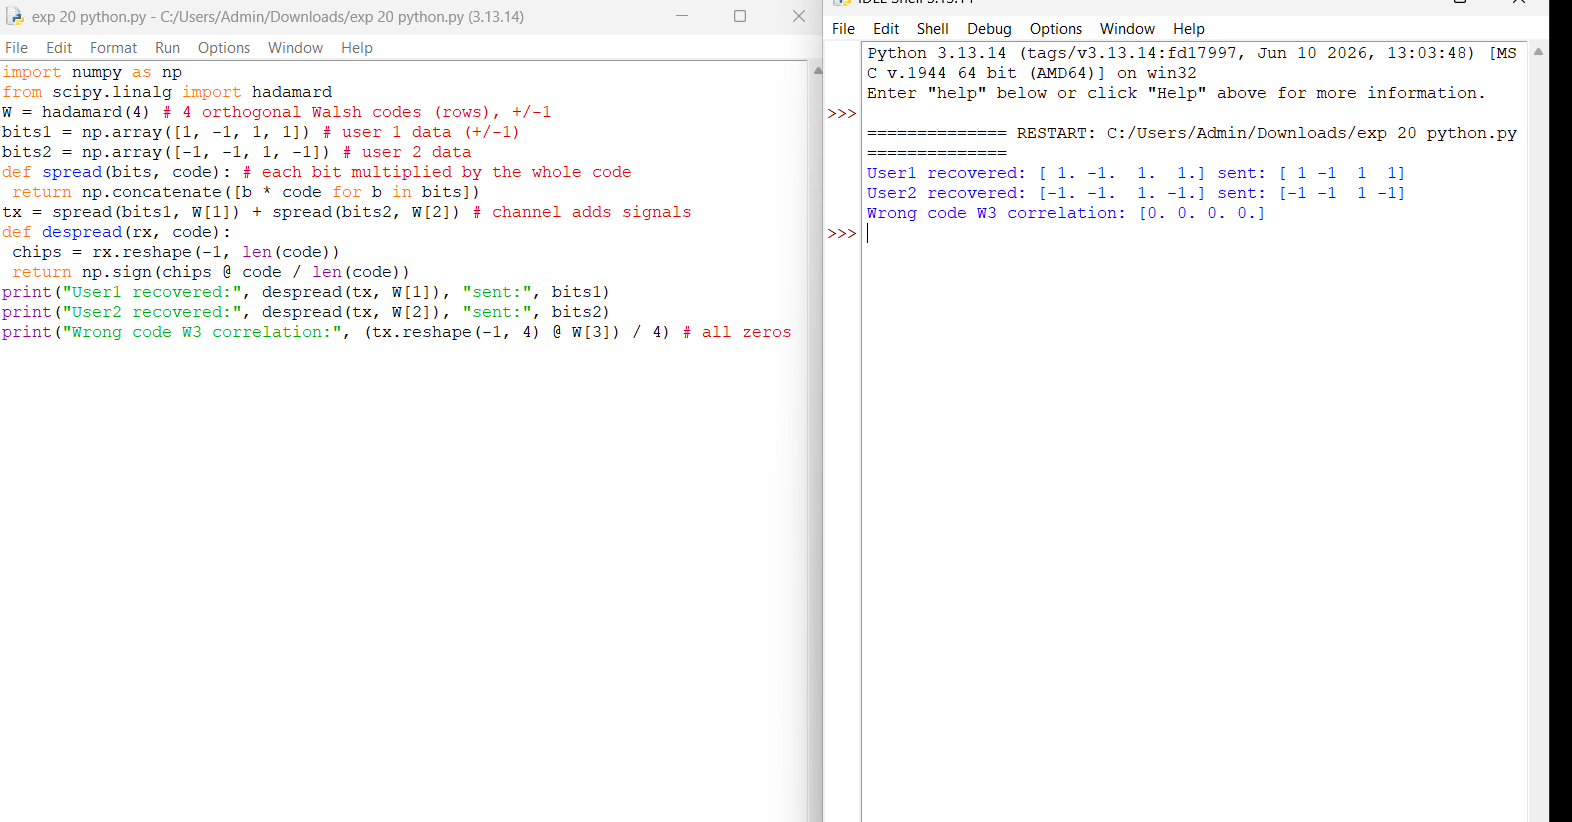 exp 20 python.py - C:/Users/Admin/Downloads/exp 20 python.py (3.13.14)
File Edit Format Run Options Window Help
import numpy as np
from scipy.linalg import hadamard
W = hadamard(4) # 4 orthogonal Walsh codes (rows), +/-1
bits1 = np.array([1, -1, 1, 1]) # user 1 data (+/-1)
bits2 = np.array([-1, -1, 1, -1]) # user 2 data
def spread(bits, code): # each bit multiplied by the whole code
 return np.concatenate([b * code for b in bits])
tx = spread(bits1, W[1]) + spread(bits2, W[2]) # channel adds signals
def despread(rx, code):
 chips = rx.reshape(-1, len(code))
 return np.sign(chips @ code / len(code))
print("User1 recovered:", despread(tx, W[1]), "sent:", bits1)
print("User2 recovered:", despread(tx, W[2]), "sent:", bits2)
print("Wrong code W3 correlation:", (tx.reshape(-1, 4) @ W[3]) / 4) # all zeros
IDLE Shell 3.13.14
File Edit Shell Debug Options Window Help
Python 3.13.14 (tags/v3.13.14:fd17997, Jun 10 2026, 13:03:48) [MS
C v.1944 64 bit (AMD64)] on win32
Enter "help" below or click "Help" above for more information.
>>>
============== RESTART: C:/Users/Admin/Downloads/exp 20 python.py
==============
User1 recovered: [ 1. -1.  1.  1.] sent: [ 1 -1  1  1]
User2 recovered: [-1. -1.  1. -1.] sent: [-1 -1  1 -1]
Wrong code W3 correlation: [0. 0. 0. 0.]
>>>